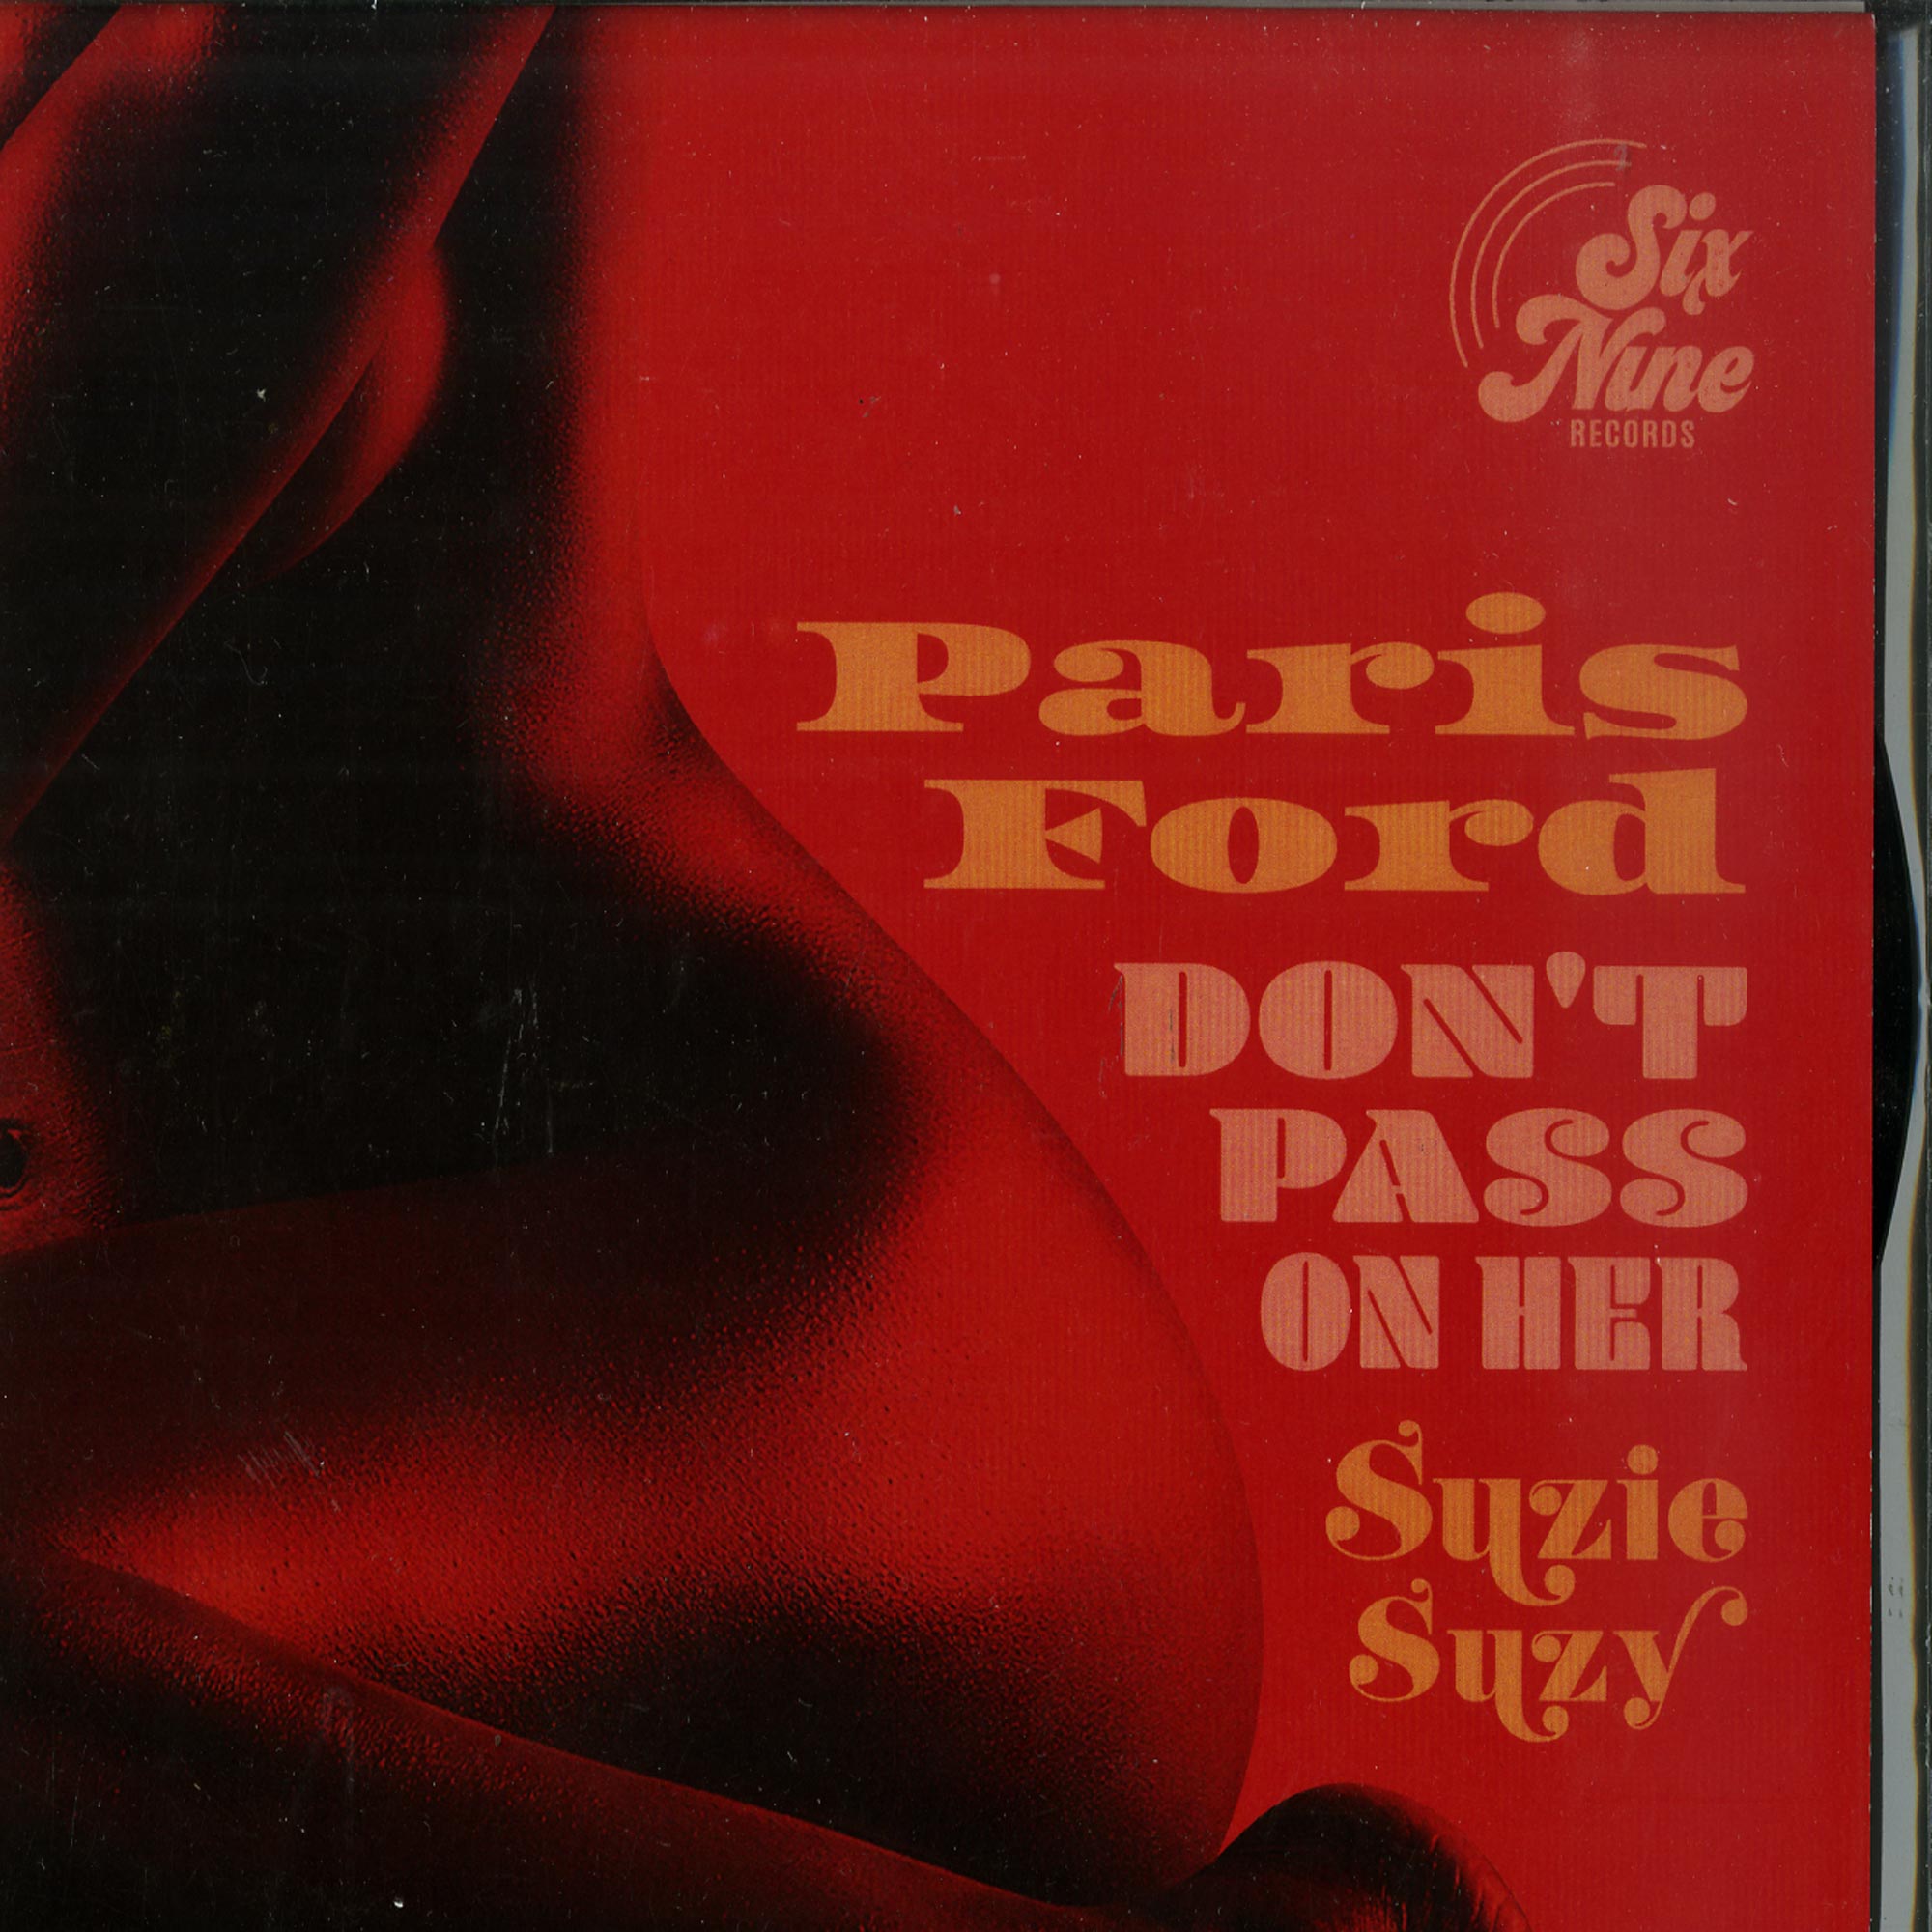 Six
Nine
RECORDS
Paris
Ford
DON'T
PASS
ON HER
Suzie
Suzy